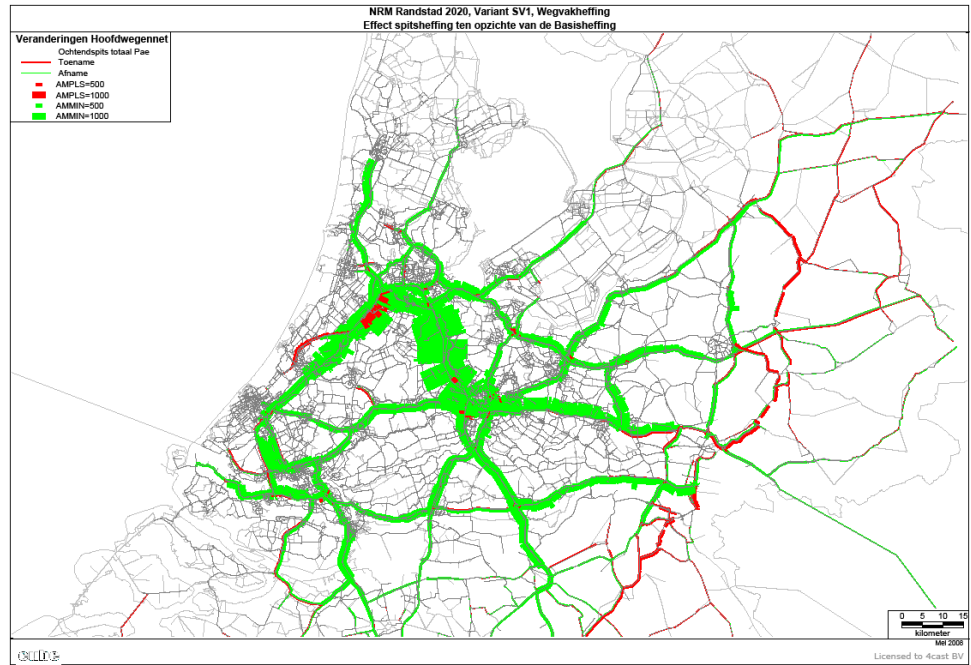 NRM Randstad 2020, Variant SV1, Wegvakheffing
Effect spitsheffing ten opzichte van de Basisheffing
Veranderingen Hoofdwegennet
Ochtendspits totaal Pae
Toename
Afname
AMPLS=500
AMPLS=1000
AMMIN=500
AMMIN=1000
0 5 10 15
kilometer
Mei 2006
cube
Licensed to 4cast BV